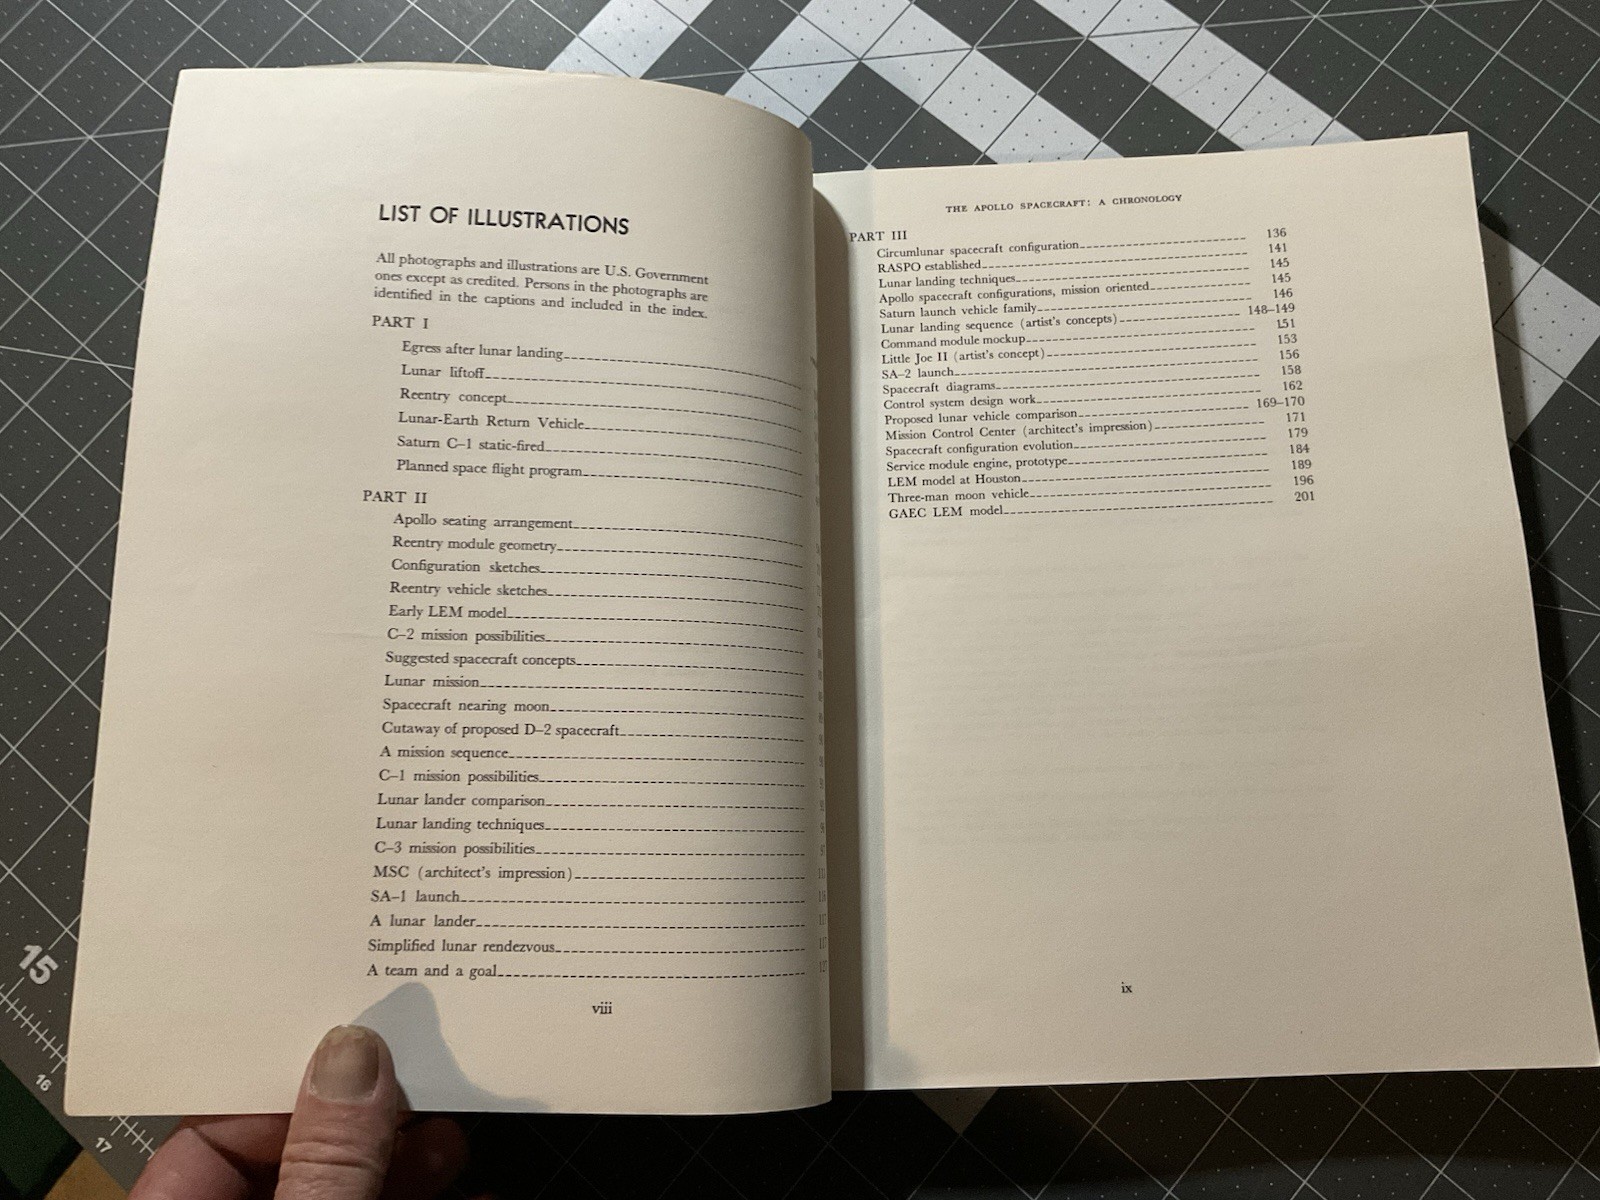 LIST OF ILLUSTRATIONS
All photographs and illustrations are U.S. Government
ones except as credited. Persons in the photographs are
identified in the captions and included in the index.
PART I
Egress after lunar landing
Lunar liftoff
Reentry concept
Lunar-Earth Return Vehicle
Saturn C–1 static-fired
Planned space flight program
PART II
Apollo seating arrangement
Reentry module geometry
Configuration sketches
Reentry vehicle sketches
Early LEM model
C–2 mission possibilities
Suggested spacecraft concepts
Lunar mission
Spacecraft nearing moon
Cutaway of proposed D–2 spacecraft
A mission sequence
C–1 mission possibilities
Lunar lander comparison
Lunar landing techniques
C–3 mission possibilities
MSC (architect's impression)
SA–1 launch
A lunar lander
Simplified lunar rendezvous
A team and a goal
viii
THE APOLLO SPACECRAFT: A CHRONOLOGY
PART III
Circumlunar spacecraft configuration 136
RASPO established 141
Lunar landing techniques 145
Apollo spacecraft configurations, mission oriented 145
Saturn launch vehicle family 146
Lunar landing sequence (artist's concepts) 148–149
Command module mockup 151
Little Joe II (artist's concept) 153
SA–2 launch 156
Spacecraft diagrams 158
Control system design work 162
Proposed lunar vehicle comparison 169–170
Mission Control Center (architect's impression) 171
Spacecraft configuration evolution 179
Service module engine, prototype 184
LEM model at Houston 189
Three-man moon vehicle 196
GAEC LEM model 201
ix
15
16
17